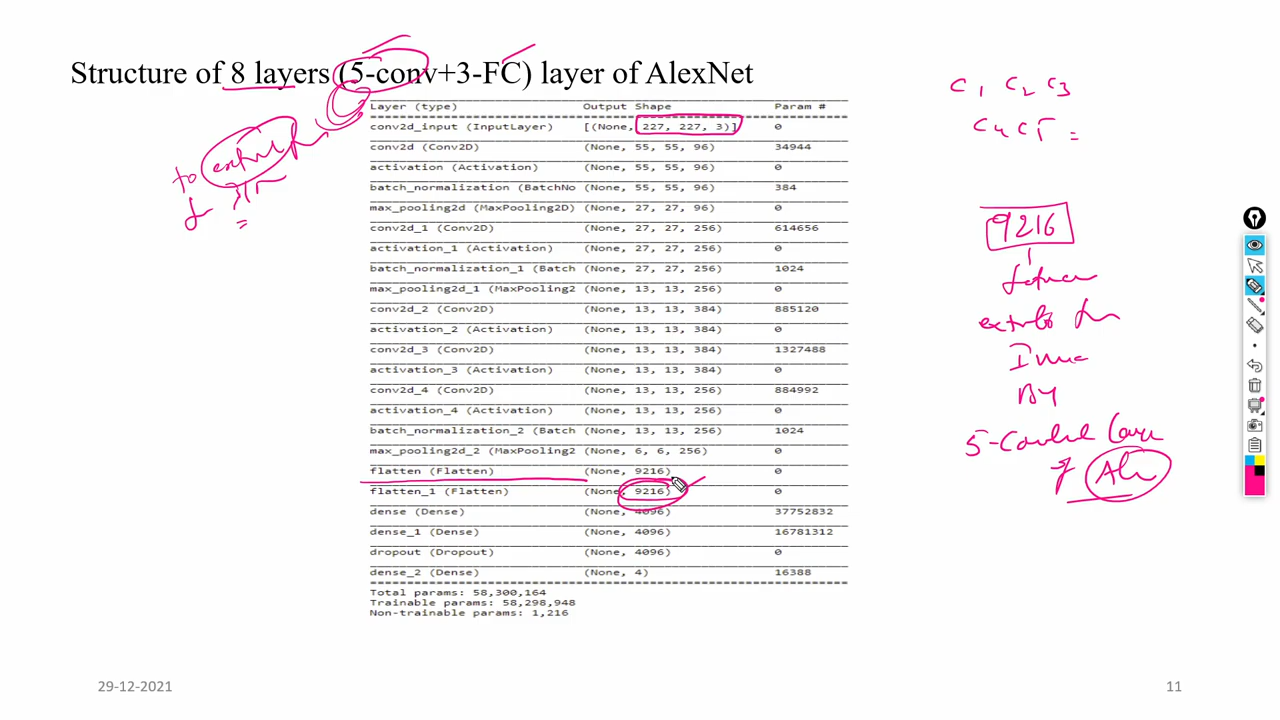 Structure of 8 layers (5-conv+3-FC) layer of AlexNet
Layer (type) Output Shape Param #
conv2d_input (InputLayer) [(None, 227, 227, 3)] 0
conv2d (Conv2D) (None, 55, 55, 96) 34944
activation (Activation) (None, 55, 55, 96) 0
batch_normalization (BatchNo (None, 55, 55, 96) 384
max_pooling2d (MaxPooling2D) (None, 27, 27, 96) 0
conv2d_1 (Conv2D) (None, 27, 27, 256) 614656
activation_1 (Activation) (None, 27, 27, 256) 0
batch_normalization_1 (Batch (None, 27, 27, 256) 1024
max_pooling2d_1 (MaxPooling2 (None, 13, 13, 256) 0
conv2d_2 (Conv2D) (None, 13, 13, 384) 885120
activation_2 (Activation) (None, 13, 13, 384) 0
conv2d_3 (Conv2D) (None, 13, 13, 384) 1327488
activation_3 (Activation) (None, 13, 13, 384) 0
conv2d_4 (Conv2D) (None, 13, 13, 256) 884992
activation_4 (Activation) (None, 13, 13, 256) 0
batch_normalization_2 (Batch (None, 13, 13, 256) 1024
max_pooling2d_2 (MaxPooling2 (None, 6, 6, 256) 0
flatten (Flatten) (None, 9216) 0
flatten_1 (Flatten) (None, 9216) 0
dense (Dense) (None, 4096) 37752832
dense_1 (Dense) (None, 4096) 16781312
dropout (Dropout) (None, 4096) 0
dense_2 (Dense) (None, 4) 16388
Total params: 58,300,164
Trainable params: 58,298,948
Non-trainable params: 1,216
to
C1 C2 C3
C4 C5 =
9216
By
5-
of
29-12-2021
11